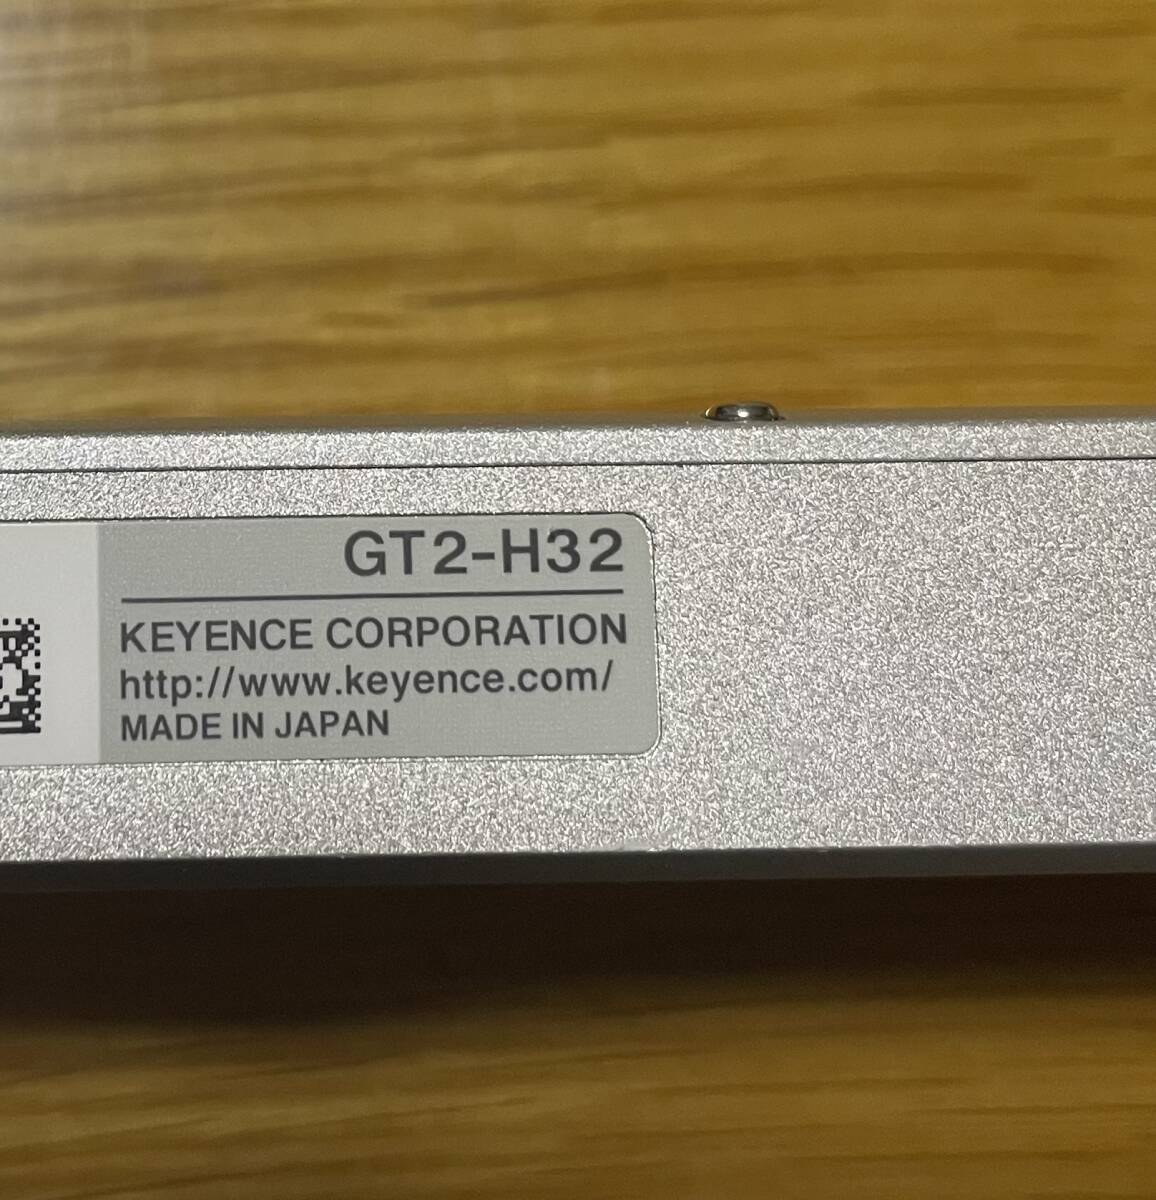 GT2-H32
KEYENCE CORPORATION
http://www.keyence.com/
MADE IN JAPAN